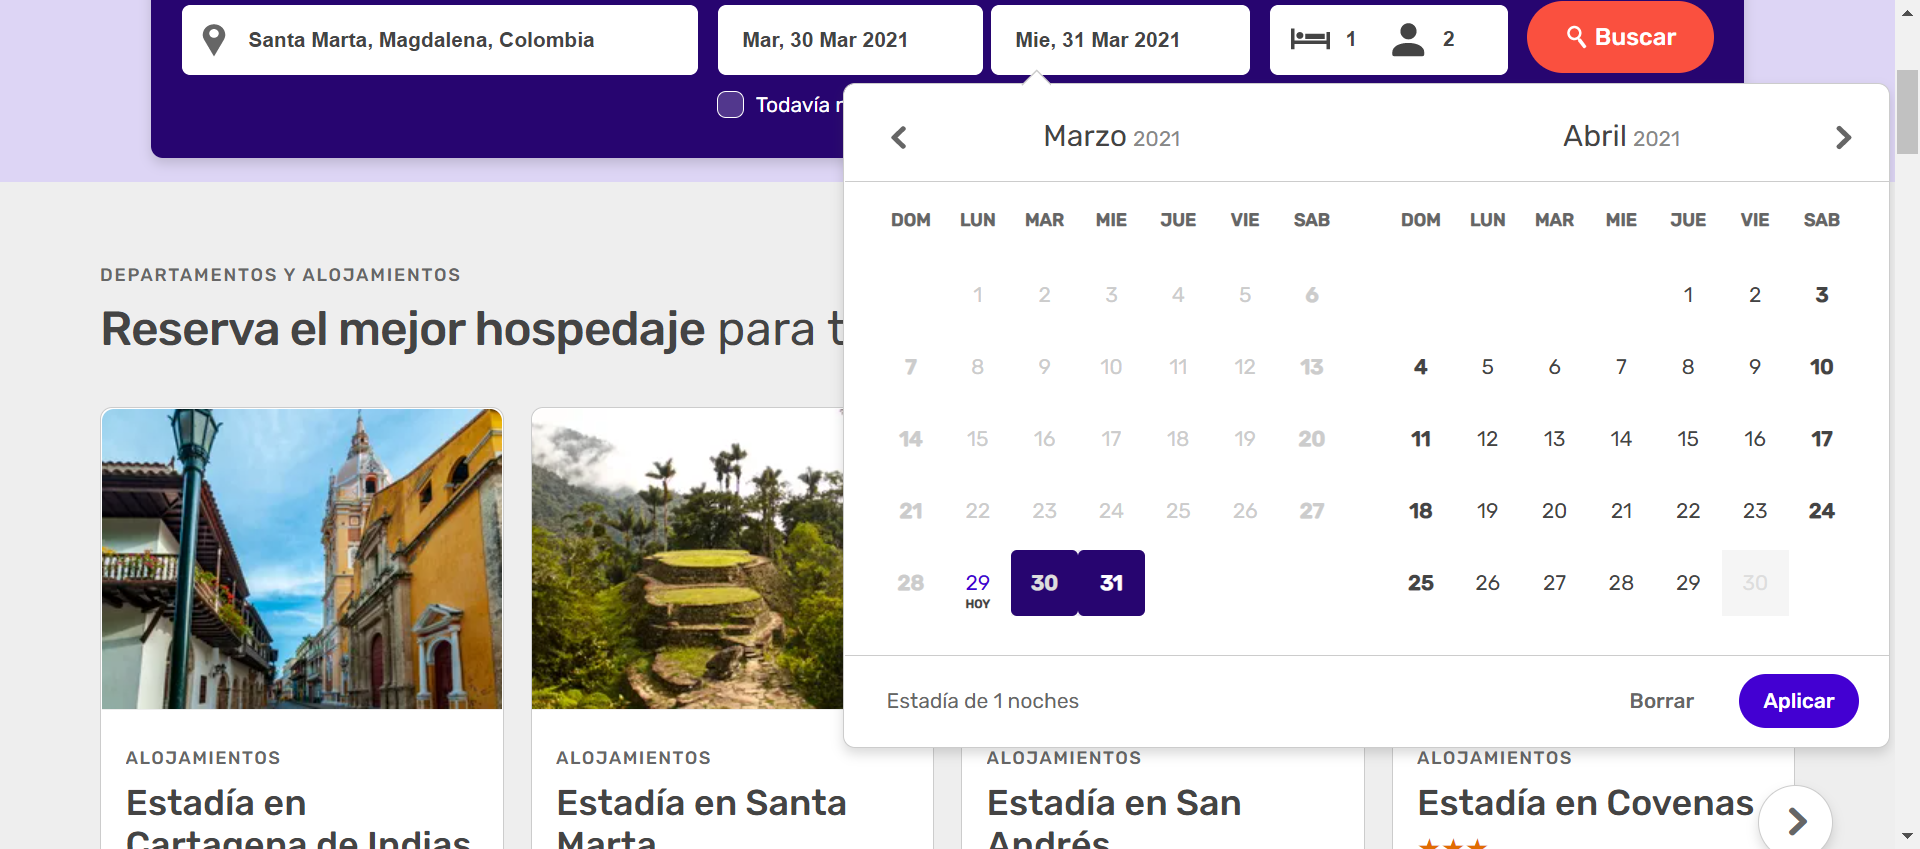 Santa Marta, Magdalena, Colombia
Mar, 30 Mar 2021
Mie, 31 Mar 2021
1
2
Buscar
Todavía
Marzo 2021
Abril 2021
DOM LUN MAR MIE JUE VIE SAB
1 2 3 4 5 6
7 8 9 10 11 12 13
14 15 16 17 18 19 20
21 22 23 24 25 26 27
28 29 30 31
HOY
DOM LUN MAR MIE JUE VIE SAB
1 2 3
4 5 6 7 8 9 10
11 12 13 14 15 16 17
18 19 20 21 22 23 24
25 26 27 28 29 30
Estadía de 1 noches
Borrar
Aplicar
DEPARTAMENTOS Y ALOJAMIENTOS
Reserva el mejor hospedaje para
ALOJAMIENTOS
Estadía en
Cartagena de Indias
ALOJAMIENTOS
Estadía en Santa
Marta
ALOJAMIENTOS
Estadía en San
Andrés
ALOJAMIENTOS
Estadía en Covenas